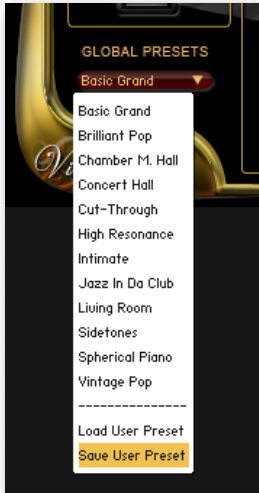 GLOBAL PRESETS
Basic Grand
Basic Grand
Brilliant Pop
Chamber M. Hall
Concert Hall
Cut-Through
High Resonance
Intimate
Jazz In Da Club
Living Room
Sidetones
Spherical Piano
Vintage Pop
---------------
Load User Preset
Save User Preset